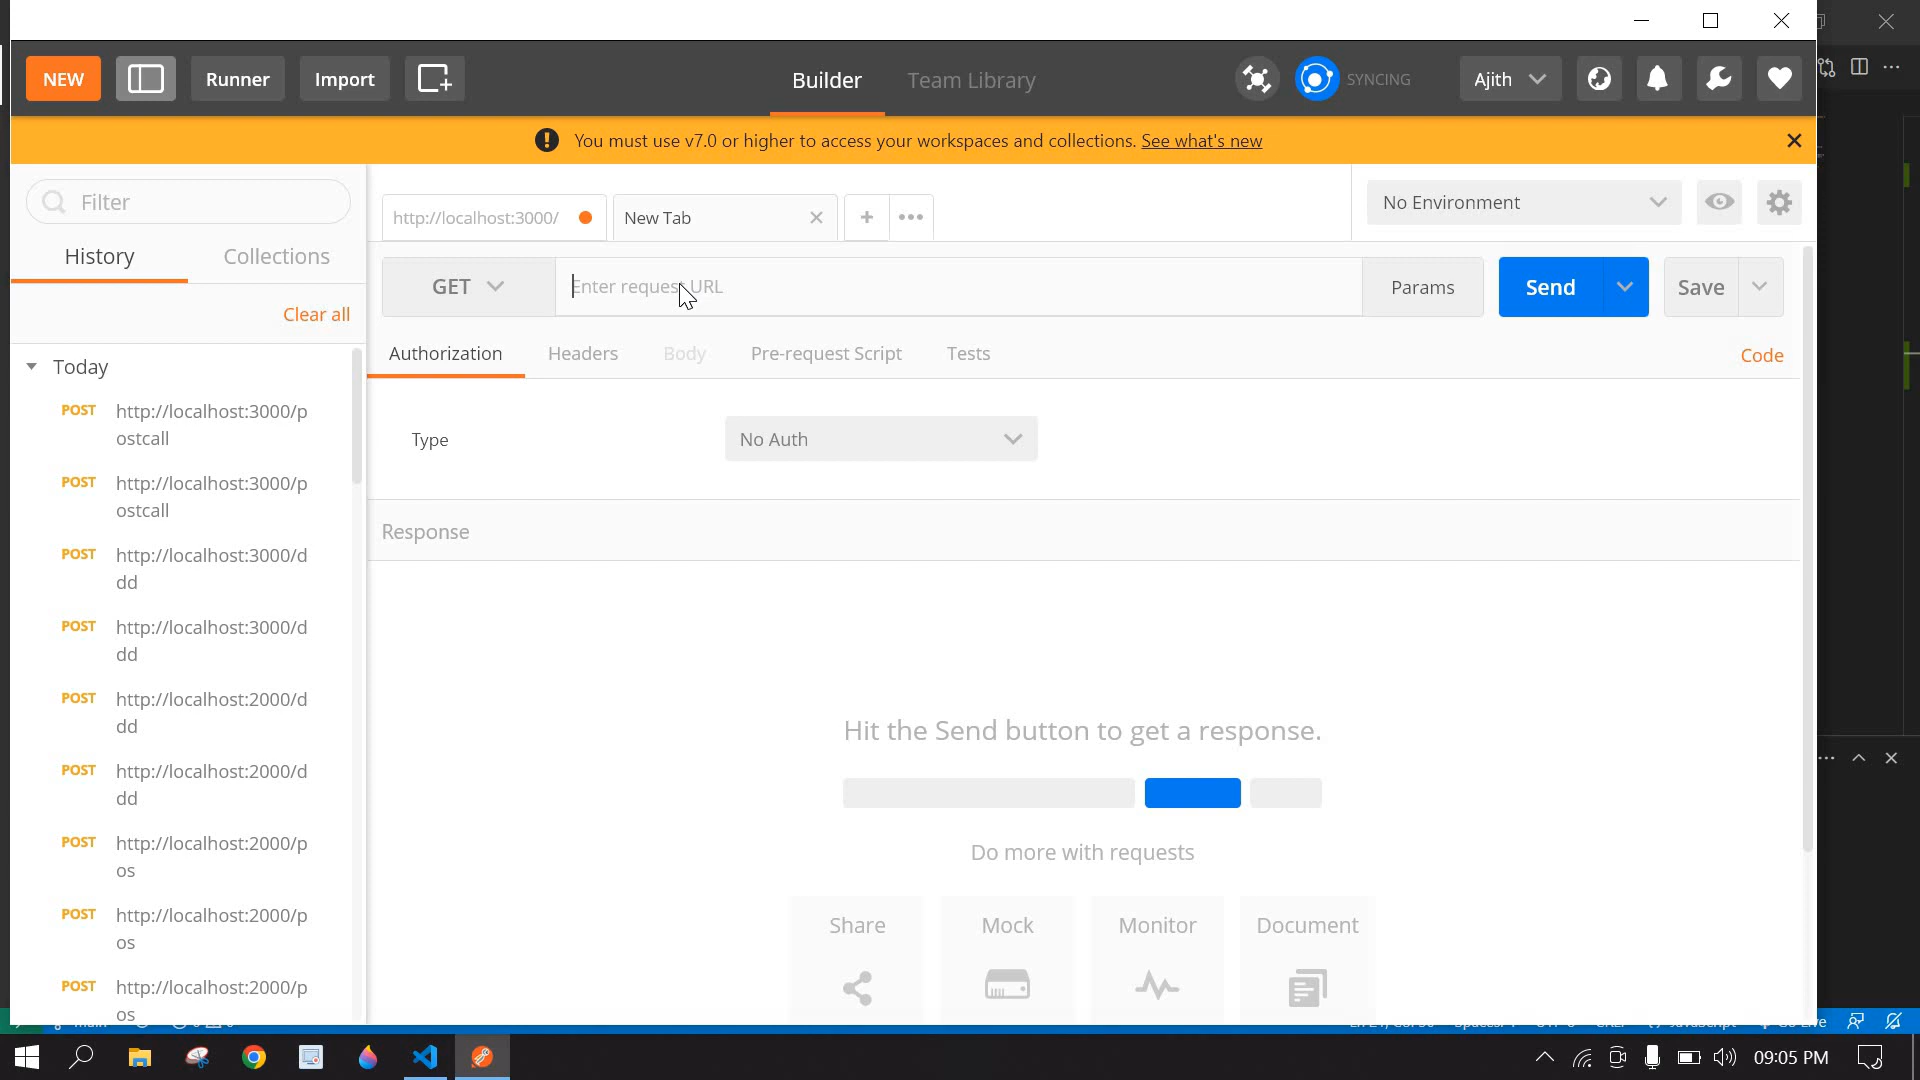 NEW
Runner
Import
Builder
Team Library
SYNCING
Ajith
You must use v7.0 or higher to access your workspaces and collections. See what's new
Filter
History
Collections
Clear all
Today
POST http://localhost:3000/p
ostcall
POST http://localhost:3000/p
ostcall
POST http://localhost:3000/d
dd
POST http://localhost:3000/d
dd
POST http://localhost:2000/d
dd
POST http://localhost:2000/d
dd
POST http://localhost:2000/p
os
POST http://localhost:2000/p
os
POST http://localhost:2000/p
os
http://localhost:3000/
New Tab
No Environment
GET
Enter request URL
Params
Send
Save
Authorization
Headers
Body
Pre-request Script
Tests
Code
Type
No Auth
Response
Hit the Send button to get a response.
Do more with requests
Share
Mock
Monitor
Document
09:05 PM